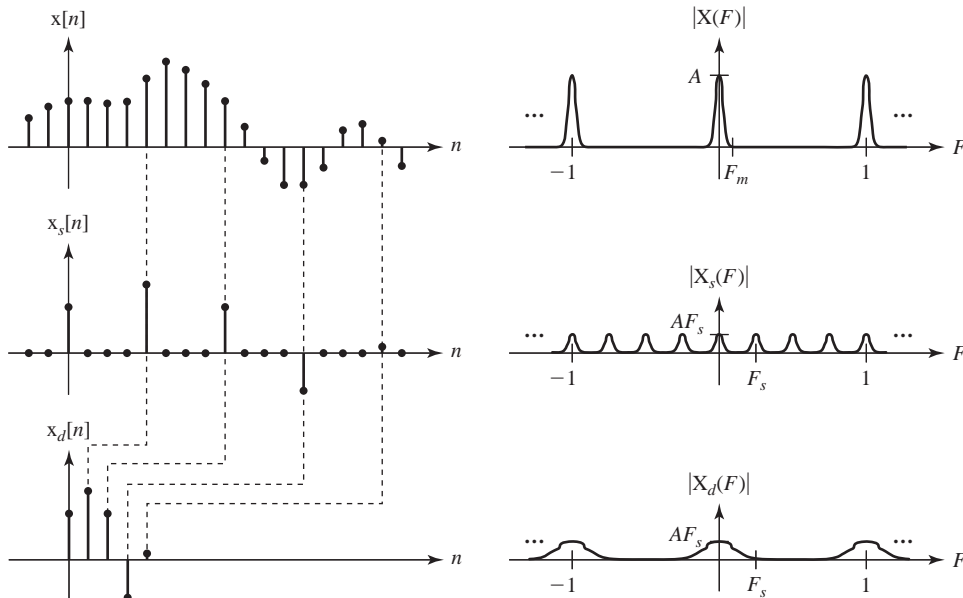 x[n]
n
x_s[n]
n
x_d[n]
n
|X(F)|
A
...
...
F_m
−1
1
F
|X_s(F)|
AF_s
...
...
F_s
−1
1
F
|X_d(F)|
AF_s
...
...
F_s
−1
1
F